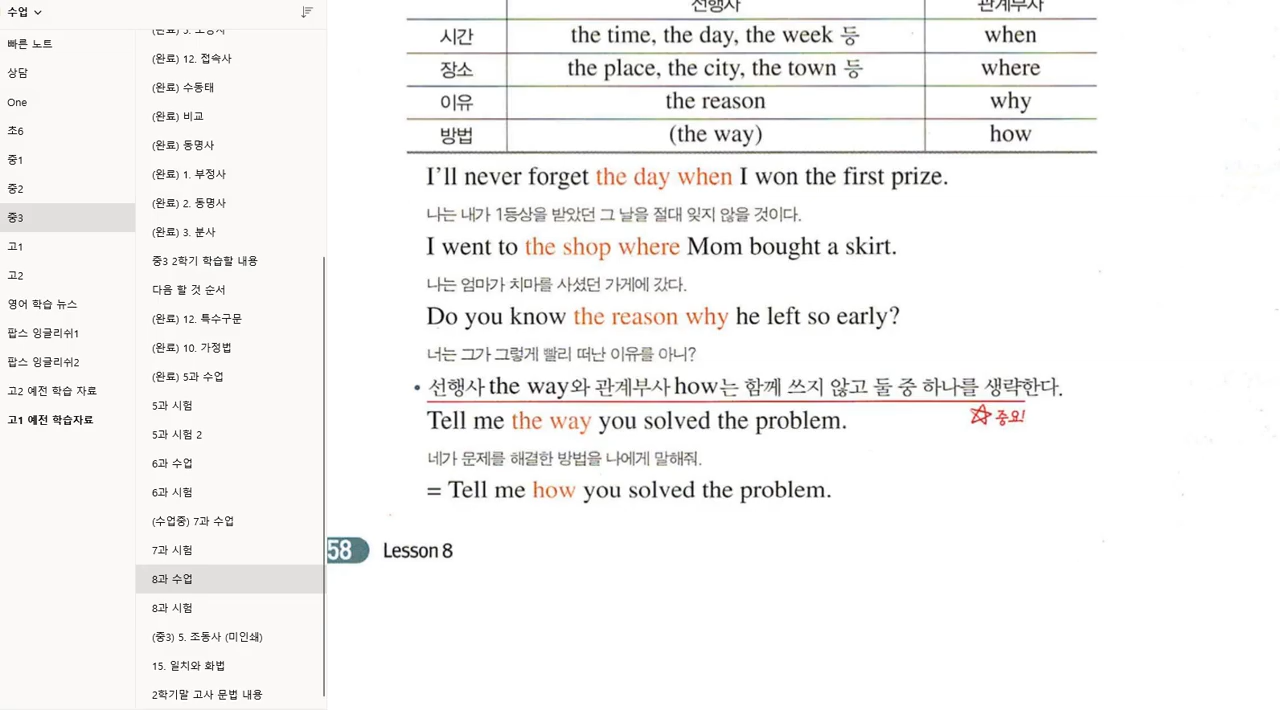 수업
빠른 노트
상담
One
초6
중1
중2
중3
고1
고2
영어 학습 뉴스
팝스 잉글리쉬1
팝스 잉글리쉬2
고2 예전 학습 자료
고1 예전 학습자료
(완료) 3. 조동사
(완료) 12. 접속사
(완료) 수동태
(완료) 비교
(완료) 동명사
(완료) 1. 부정사
(완료) 2. 동명사
(완료) 3. 분사
중3 2학기 학습할 내용
다음 할 것 순서
(완료) 12. 특수구문
(완료) 10. 가정법
(완료) 5과 수업
5과 시험
5과 시험 2
6과 수업
6과 시험
(수업중) 7과 수업
7과 시험
8과 수업
8과 시험
(중3) 5. 조동사 (미인쇄)
15. 일치와 화법
2학기말 고사 문법 내용
선행사 관계부사
시간 the time, the day, the week 등 when
장소 the place, the city, the town 등 where
이유 the reason why
방법 (the way) how
I'll never forget the day when I won the first prize.
나는 내가 1등상을 받았던 그 날을 절대 잊지 않을 것이다.
I went to the shop where Mom bought a skirt.
나는 엄마가 치마를 사셨던 가게에 갔다.
Do you know the reason why he left so early?
너는 그가 그렇게 빨리 떠난 이유를 아니?
• 선행사 the way와 관계부사 how는 함께 쓰지 않고 둘 중 하나를 생략한다.
Tell me the way you solved the problem.
☆ 중요!
네가 문제를 해결한 방법을 나에게 말해줘.
= Tell me how you solved the problem.
58 Lesson 8